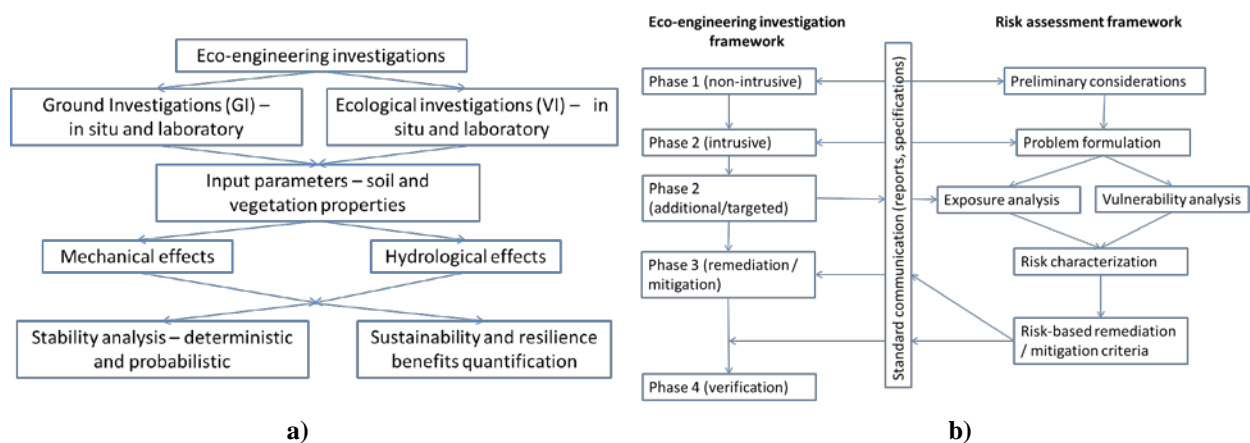 Eco-engineering investigations
Ground Investigations (GI) –
in situ and laboratory
Ecological investigations (VI) – in
situ and laboratory
Input parameters – soil and
vegetation properties
Mechanical effects
Hydrological effects
Stability analysis – deterministic
and probabilistic
Sustainability and resilience
benefits quantification
a)
Eco-engineering investigation
framework
Risk assessment framework
Phase 1 (non-intrusive)
Phase 2 (intrusive)
Phase 2
(additional/targeted)
Phase 3 (remediation /
mitigation)
Phase 4 (verification)
Standard communication (reports, specifications)
Preliminary considerations
Problem formulation
Exposure analysis
Vulnerability analysis
Risk characterization
Risk-based remediation
/ mitigation criteria
b)